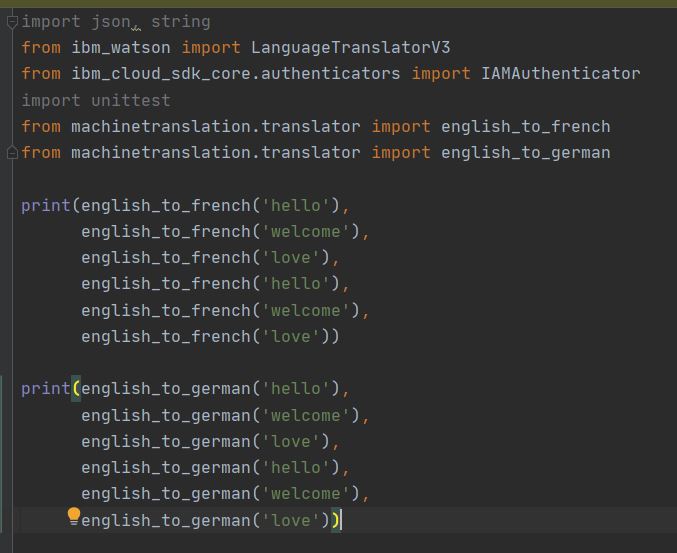 import json, string
from ibm_watson import LanguageTranslatorV3
from ibm_cloud_sdk_core.authenticators import IAMAuthenticator
import unittest
from machinetranslation.translator import english_to_french
from machinetranslation.translator import english_to_german

print(english_to_french('hello'),
      english_to_french('welcome'),
      english_to_french('love'),
      english_to_french('hello'),
      english_to_french('welcome'),
      english_to_french('love'))

print(english_to_german('hello'),
      english_to_german('welcome'),
      english_to_german('love'),
      english_to_german('hello'),
      english_to_german('welcome'),
      english_to_german('love'))